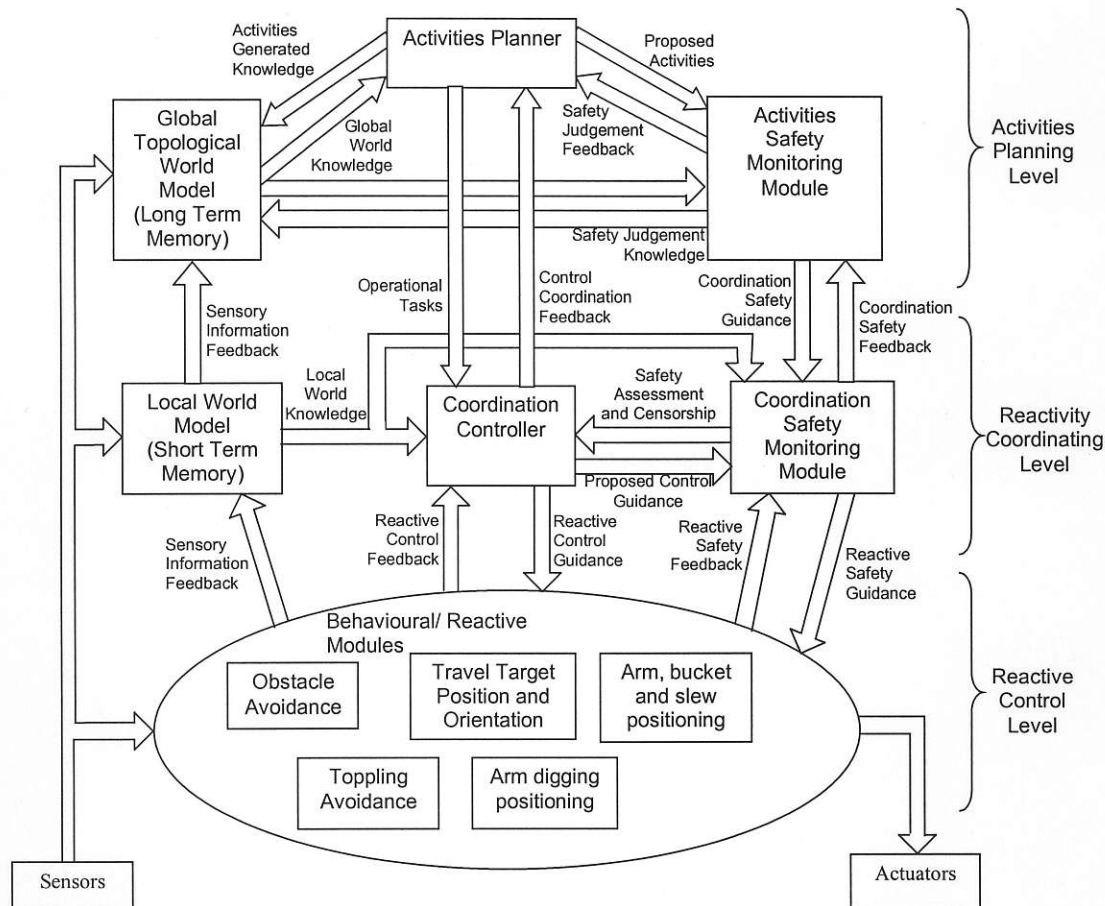 Activities Planner
Activities
Generated
Knowledge
Proposed
Activities
Global
Topological
World
Model
(Long Term
Memory)
Global
World
Knowledge
Safety
Judgement
Feedback
Activities
Safety
Monitoring
Module
Activities
Planning
Level
Safety Judgement
Knowledge
Sensory
Information
Feedback
Operational
Tasks
Control
Coordination
Feedback
Coordination
Safety
Guidance
Coordination
Safety
Feedback
Local World
Model
(Short Term
Memory)
Local
World
Knowledge
Coordination
Controller
Safety
Assessment
and Censorship
Coordination
Safety
Monitoring
Module
Reactivity
Coordinating
Level
Proposed Control
Guidance
Sensory
Information
Feedback
Reactive
Control
Feedback
Reactive
Control
Guidance
Reactive
Safety
Feedback
Reactive
Safety
Guidance
Behavioural/ Reactive
Modules
Obstacle
Avoidance
Travel Target
Position and
Orientation
Arm, bucket
and slew
positioning
Toppling
Avoidance
Arm digging
positioning
Reactive
Control
Level
Sensors
Actuators